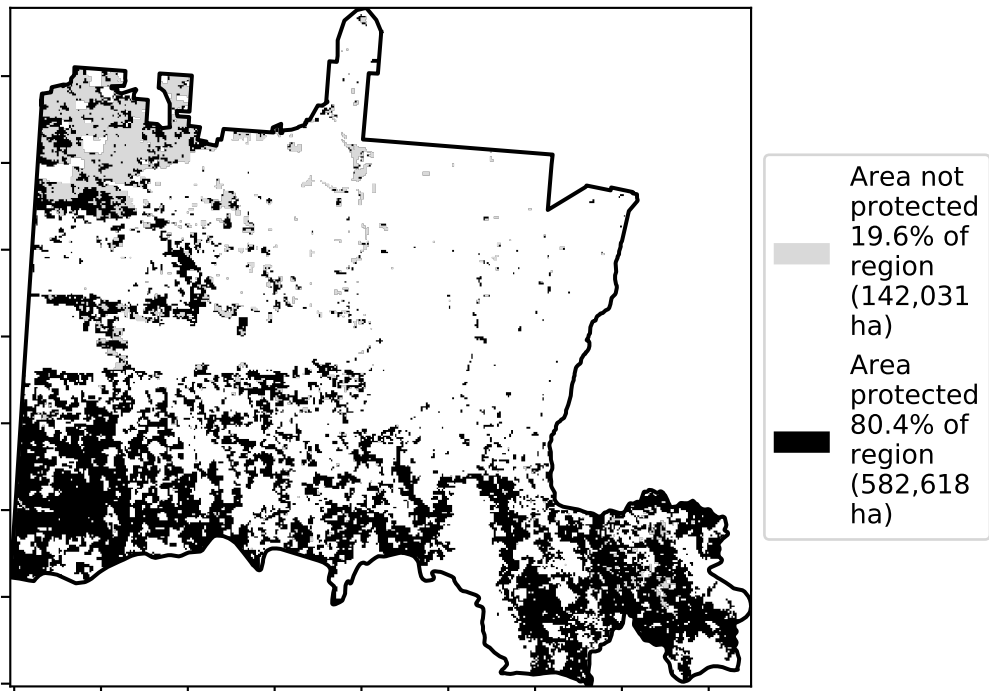 Area not
protected
19.6% of
region
(142,031
ha)
Area
protected
80.4% of
region
(582,618
ha)